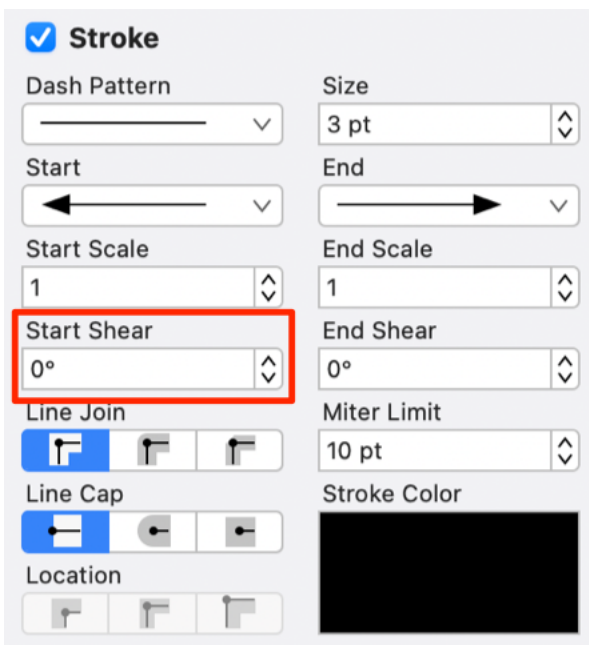 Stroke
Dash Pattern
Size
3 pt
Start
End
Start Scale
End Scale
1
1
Start Shear
End Shear
0°
0°
Line Join
Miter Limit
10 pt
Line Cap
Stroke Color
Location